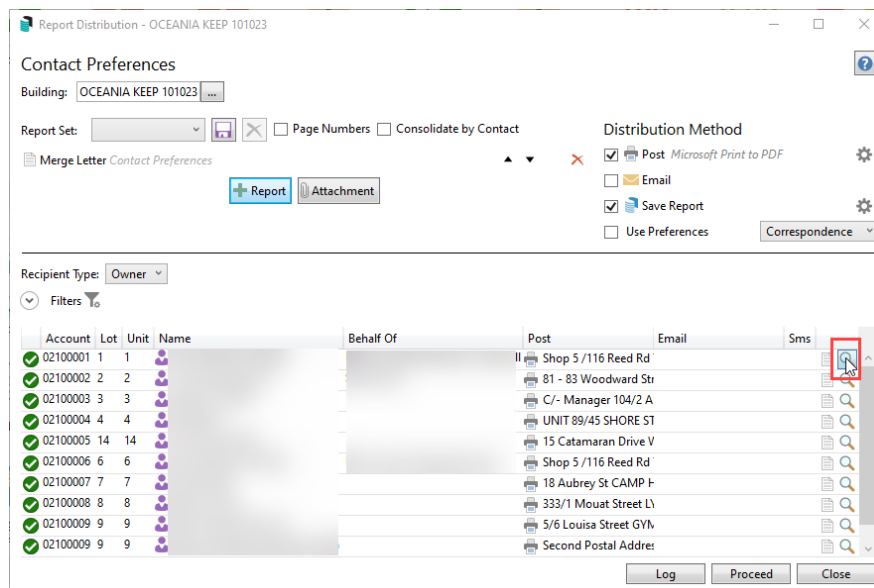 Report Distribution - OCEANIA KEEP 101023
Contact Preferences
Building: OCEANIA KEEP 101023 ...
Report Set: Page Numbers Consolidate by Contact
Distribution Method
Merge Letter Contact Preferences
Post Microsoft Print to PDF
Report Attachment
Email
Save Report
Use Preferences Correspondence
Recipient Type: Owner
Filters
Account Lot Unit Name Behalf Of Post Email Sms
02100001 1 1 Shop 5 /116 Reed Rd
02100002 2 2 81 - 83 Woodward Str
02100003 3 3 C/- Manager 104/2 A
02100004 4 4 UNIT 89/45 SHORE ST
02100005 14 14 15 Catamaran Drive W
02100006 6 6 Shop 5 /116 Reed Rd
02100007 7 7 18 Aubrey St CAMP H
02100008 8 8 333/1 Mouat Street LY
02100009 9 9 5/6 Louisa Street GYM
02100009 9 9 Second Postal Addres
Log Proceed Close